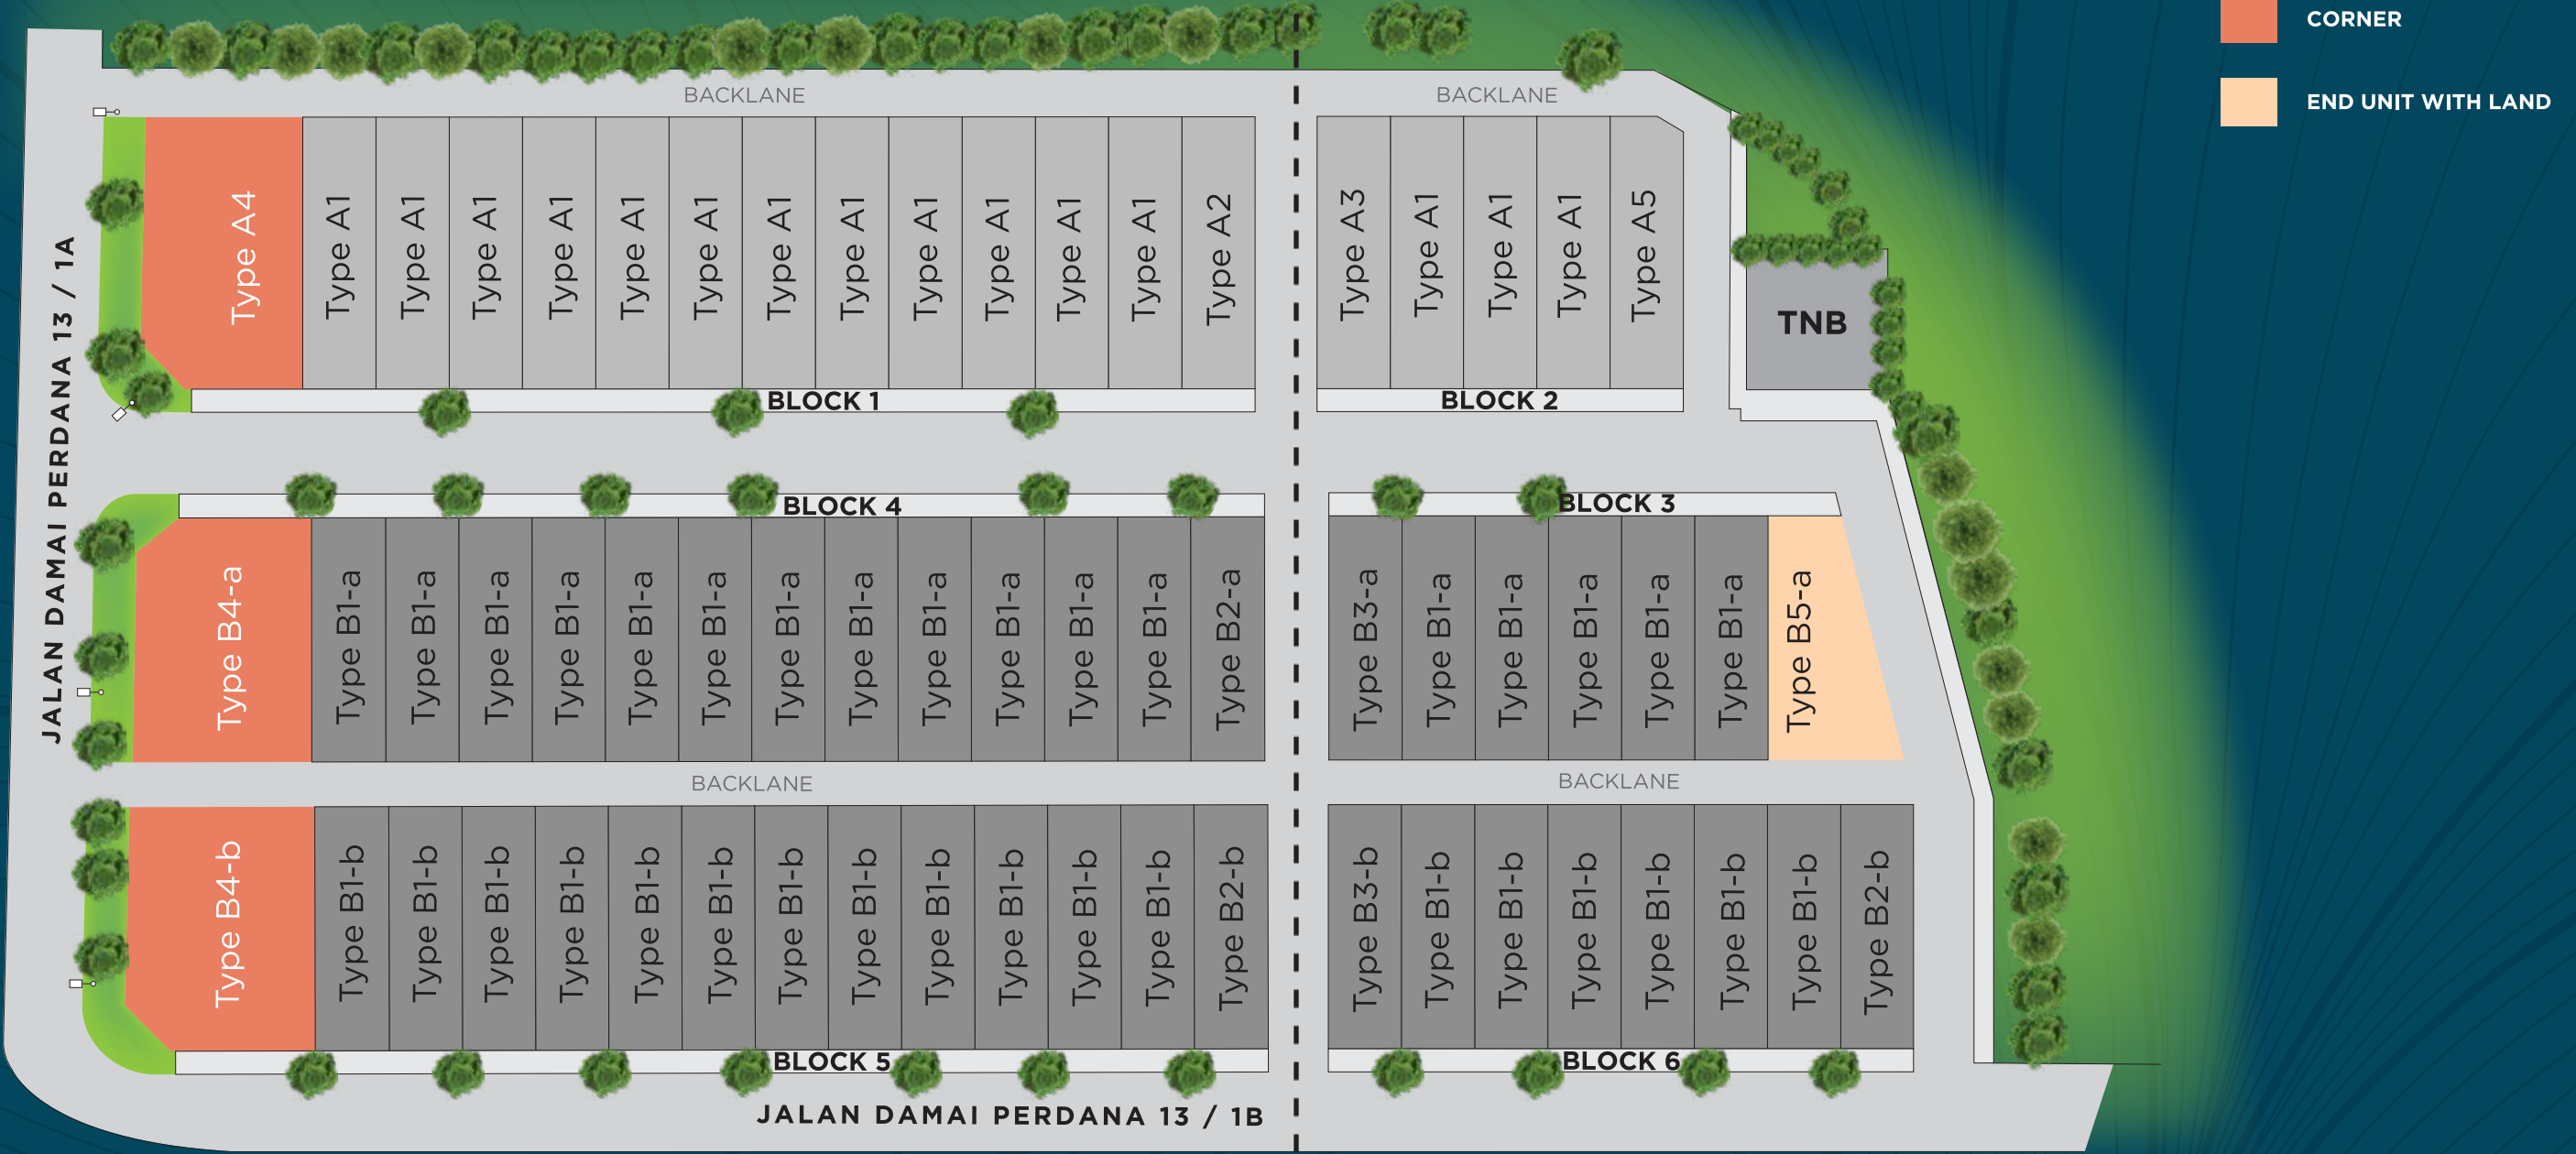 CORNER
END UNIT WITH LAND
BACKLANE
BACKLANE
JALAN DAMAI PERDANA 13 / 1A
Type A4
Type A1
Type A1
Type A1
Type A1
Type A1
Type A1
Type A1
Type A1
Type A1
Type A1
Type A1
Type A1
Type A2
Type A3
Type A1
Type A1
Type A1
Type A5
TNB
BLOCK 1
BLOCK 2
BLOCK 4
BLOCK 3
Type B4-a
Type B1-a
Type B1-a
Type B1-a
Type B1-a
Type B1-a
Type B1-a
Type B1-a
Type B1-a
Type B1-a
Type B1-a
Type B1-a
Type B1-a
Type B2-a
Type B3-a
Type B1-a
Type B1-a
Type B1-a
Type B1-a
Type B1-a
Type B5-a
BACKLANE
BACKLANE
Type B4-b
Type B1-b
Type B1-b
Type B1-b
Type B1-b
Type B1-b
Type B1-b
Type B1-b
Type B1-b
Type B1-b
Type B1-b
Type B1-b
Type B1-b
Type B2-b
Type B3-b
Type B1-b
Type B1-b
Type B1-b
Type B1-b
Type B1-b
Type B1-b
Type B2-b
BLOCK 5
BLOCK 6
JALAN DAMAI PERDANA 13 / 1B